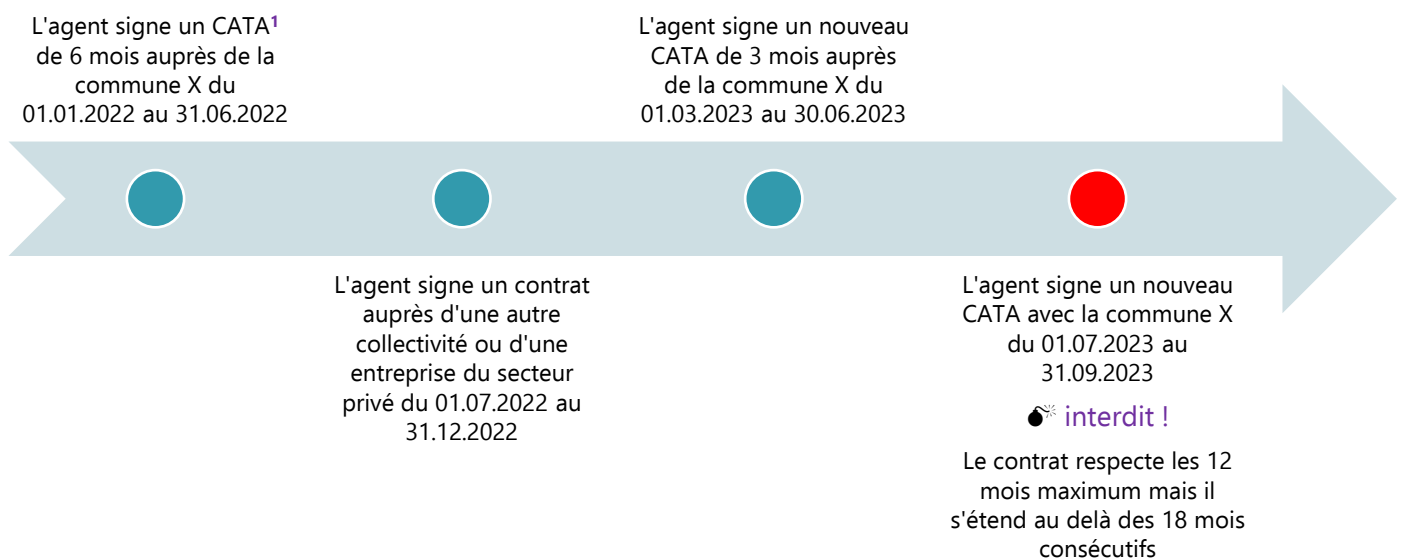 L'agent signe un CATA¹
de 6 mois auprès de la
commune X du
01.01.2022 au 31.06.2022
L'agent signe un contrat
auprès d'une autre
collectivité ou d'une
entreprise du secteur
privé du 01.07.2022 au
31.12.2022
L'agent signe un nouveau
CATA de 3 mois auprès
de la commune X du
01.03.2023 au 30.06.2023
L'agent signe un nouveau
CATA avec la commune X
du 01.07.2023 au
31.09.2023
💣 interdit !
Le contrat respecte les 12
mois maximum mais il
s'étend au delà des 18 mois
consécutifs